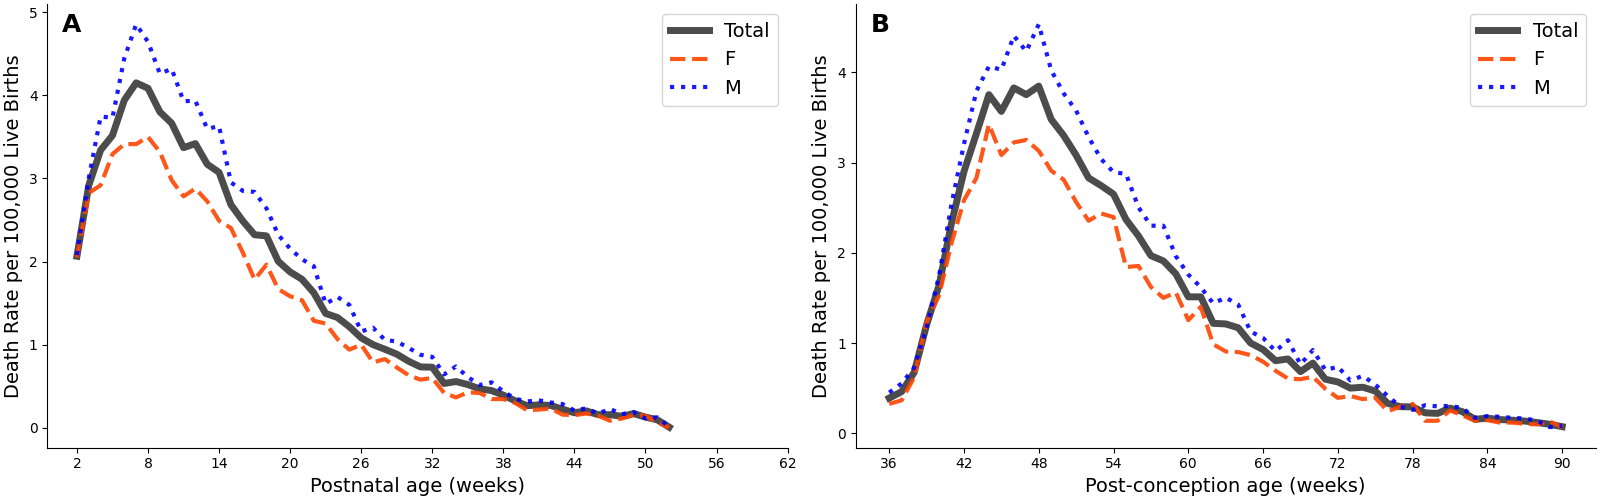 A
Death Rate per 100,000 Live Births
5
4
3
2
1
0
2 8 14 20 26 32 38 44 50 56 62
Postnatal age (weeks)
Total
F
M
B
Death Rate per 100,000 Live Births
4
3
2
1
0
36 42 48 54 60 66 72 78 84 90
Post-conception age (weeks)
Total
F
M